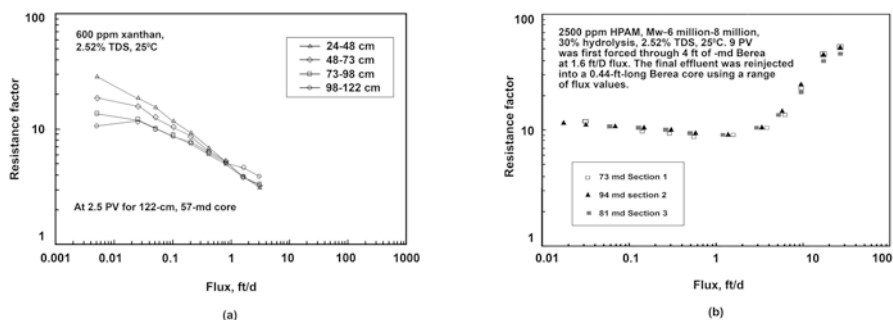 600 ppm xanthan,
2.52% TDS, 25ºC
24-48 cm
48-73 cm
73-98 cm
98-122 cm
At 2.5 PV for 122-cm, 57-md core
Resistance factor
100
10
1
0.001
0.01
0.1
1
10
100
1000
Flux, ft/d
(a)
2500 ppm HPAM, Mw-6 million-8 million,
30% hydrolysis, 2.52% TDS, 25ºC. 9 PV
was first forced through 4 ft of -md Berea
at 1.6 ft/D flux. The final effluent was reinjected
into a 0.44-ft-long Berea core using a range
of flux values.
73 md Section 1
94 md section 2
81 md Section 3
Resistance factor
100
10
1
0.01
0.1
1
10
100
Flux, ft/d
(b)